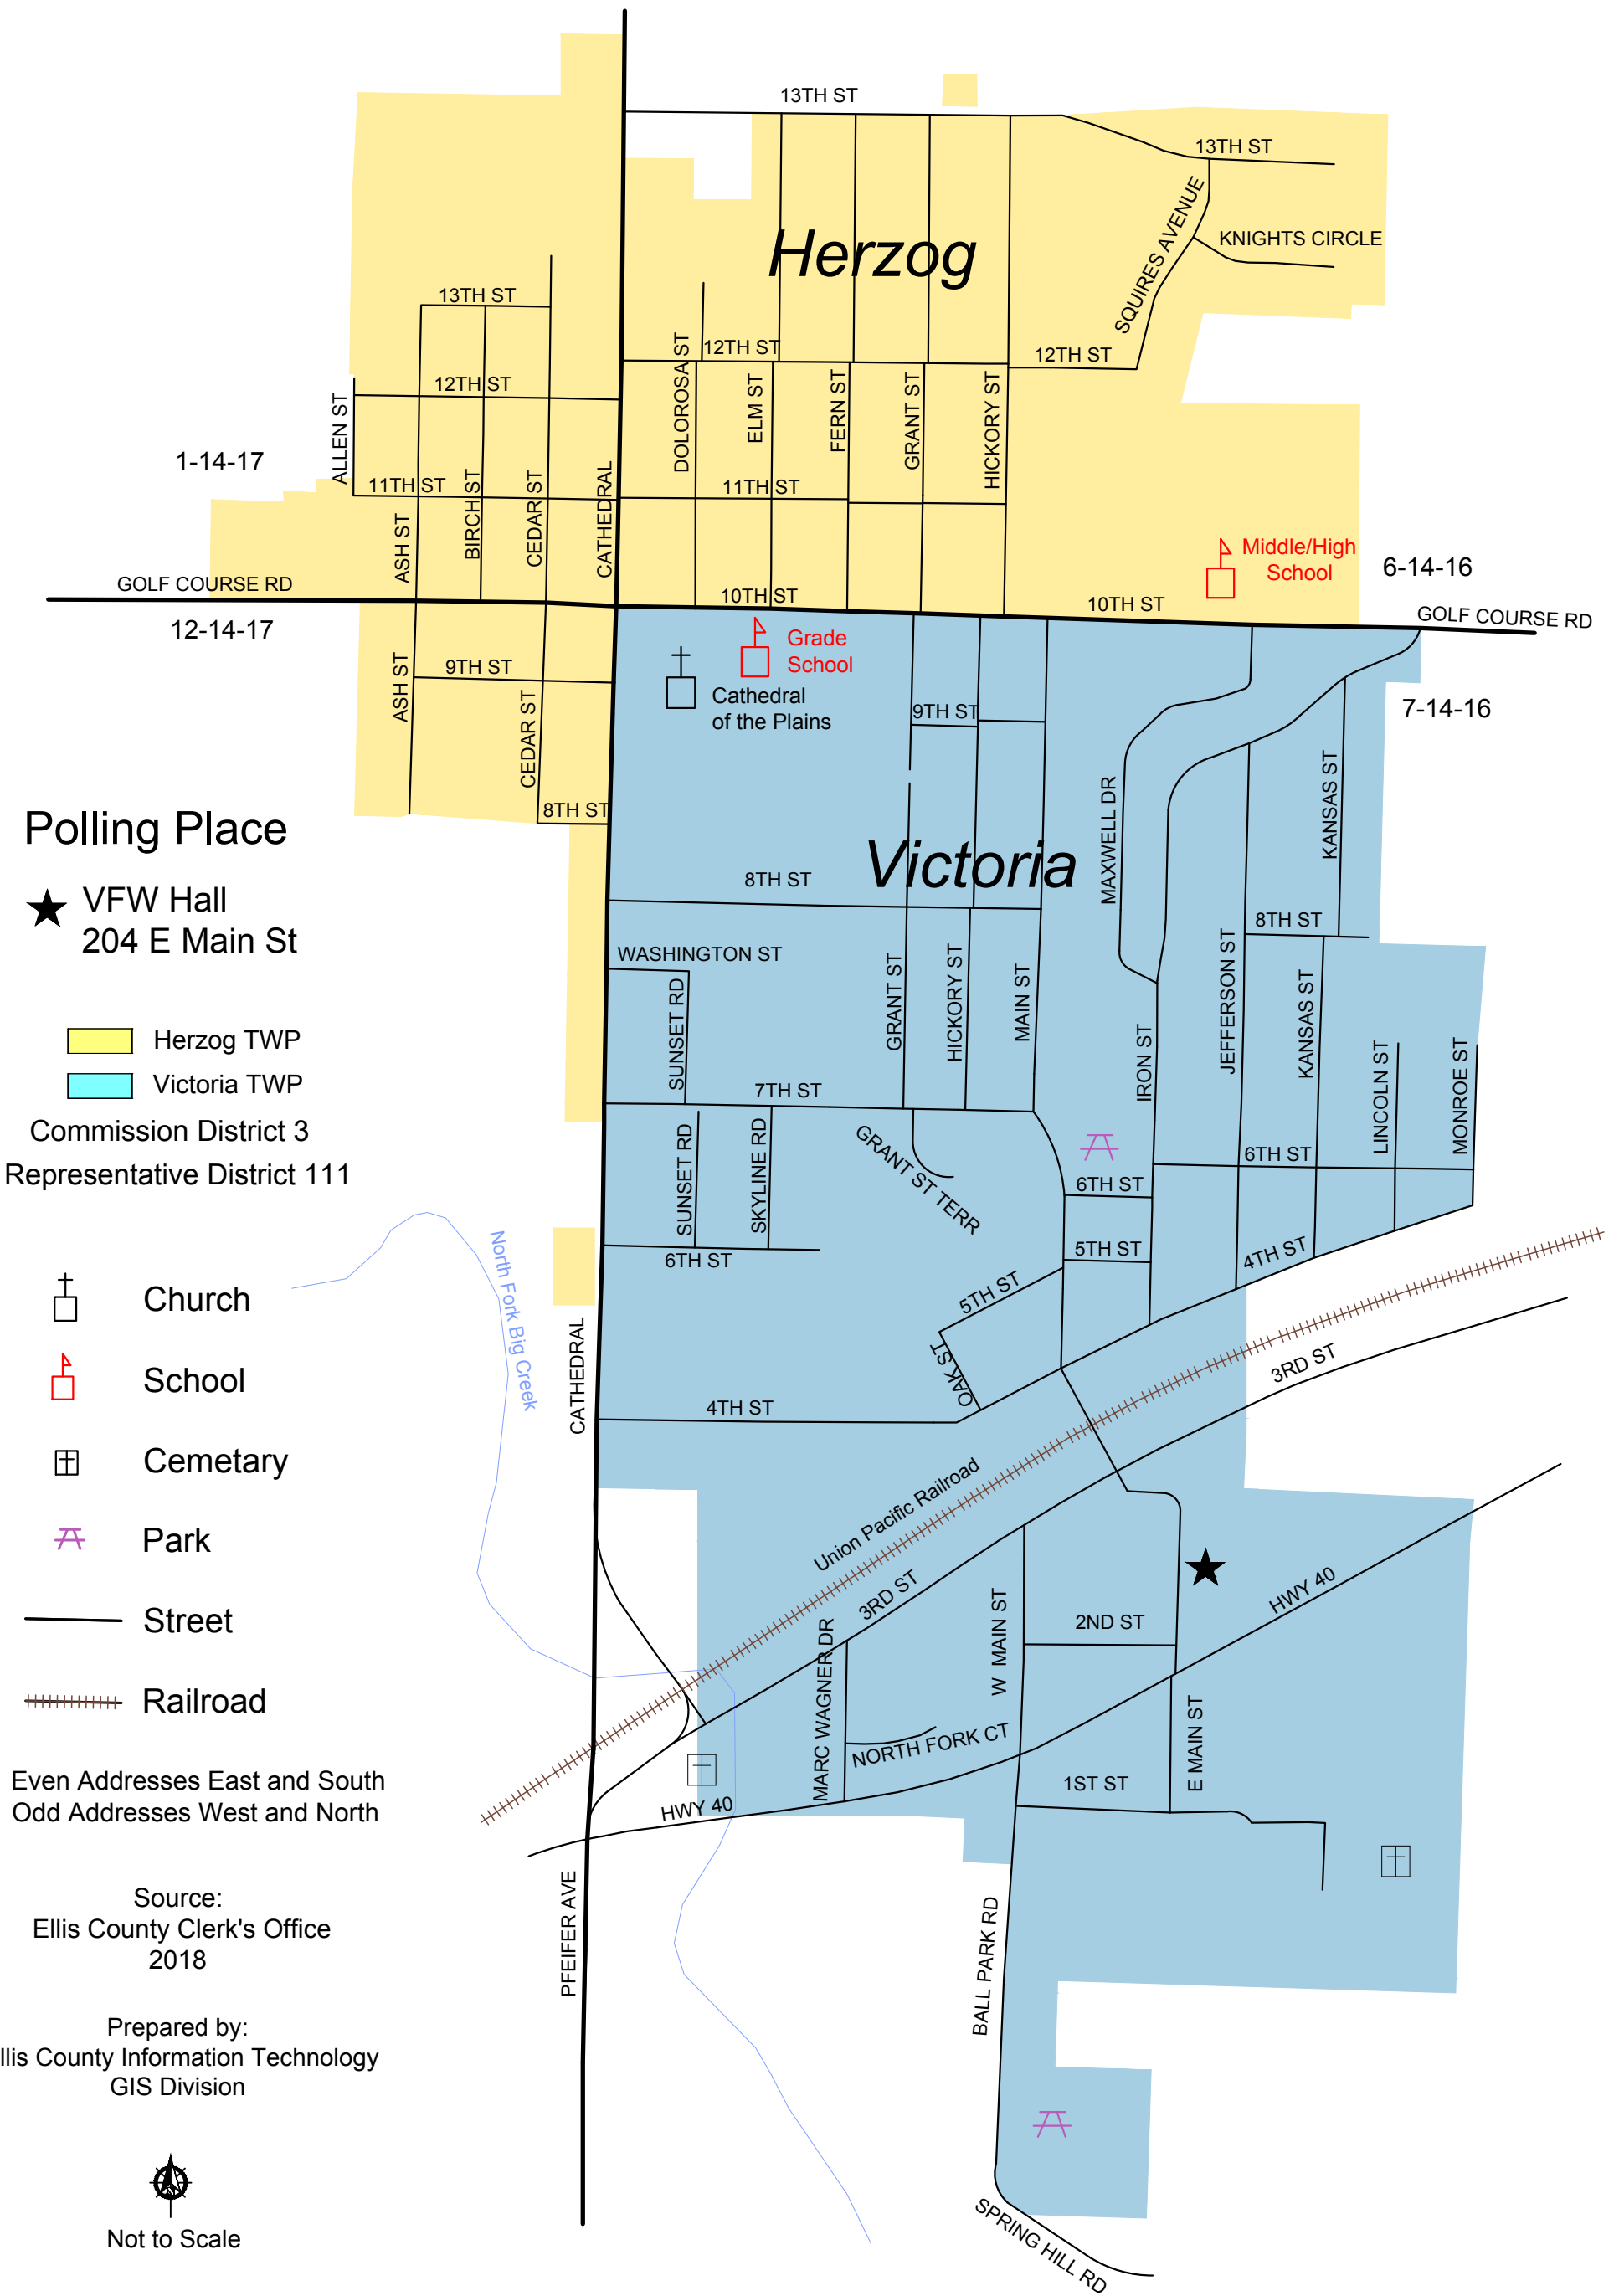 13TH ST
13TH ST
Herzog
SQUIRES AVENUE
KNIGHTS CIRCLE
13TH ST
12TH ST
12TH ST
12TH ST
ALLEN ST
DOLOROSA ST
ELM ST
FERN ST
GRANT ST
HICKORY ST
1-14-17
11TH ST
11TH ST
ASH ST
BIRCH ST
CEDAR ST
CATHEDRAL
Middle/High
School
6-14-16
GOLF COURSE RD
10TH ST
10TH ST
GOLF COURSE RD
12-14-17
Grade
School
ASH ST
9TH ST
CEDAR ST
Cathedral
of the Plains
9TH ST
7-14-16
8TH ST
MAXWELL DR
KANSAS ST
Polling Place
VFW Hall
204 E Main St
Victoria
8TH ST
8TH ST
WASHINGTON ST
SUNSET RD
GRANT ST
HICKORY ST
MAIN ST
IRON ST
JEFFERSON ST
KANSAS ST
LINCOLN ST
MONROE ST
Herzog TWP
Victoria TWP
Commission District 3
Representative District 111
7TH ST
SUNSET RD
SKYLINE RD
GRANT ST TERR
6TH ST
6TH ST
6TH ST
5TH ST
4TH ST
5TH ST
OAK ST
North Fork Big Creek
CATHEDRAL
4TH ST
3RD ST
Church
School
Cemetary
Park
Street
Railroad
Union Pacific Railroad
3RD ST
MARC WAGNER DR
W MAIN ST
2ND ST
HWY 40
NORTH FORK CT
E MAIN ST
1ST ST
HWY 40
Even Addresses East and South
Odd Addresses West and North
PFEIFER AVE
BALL PARK RD
Source:
Ellis County Clerk's Office
2018
Prepared by:
llis County Information Technology
GIS Division
Not to Scale
SPRING HILL RD